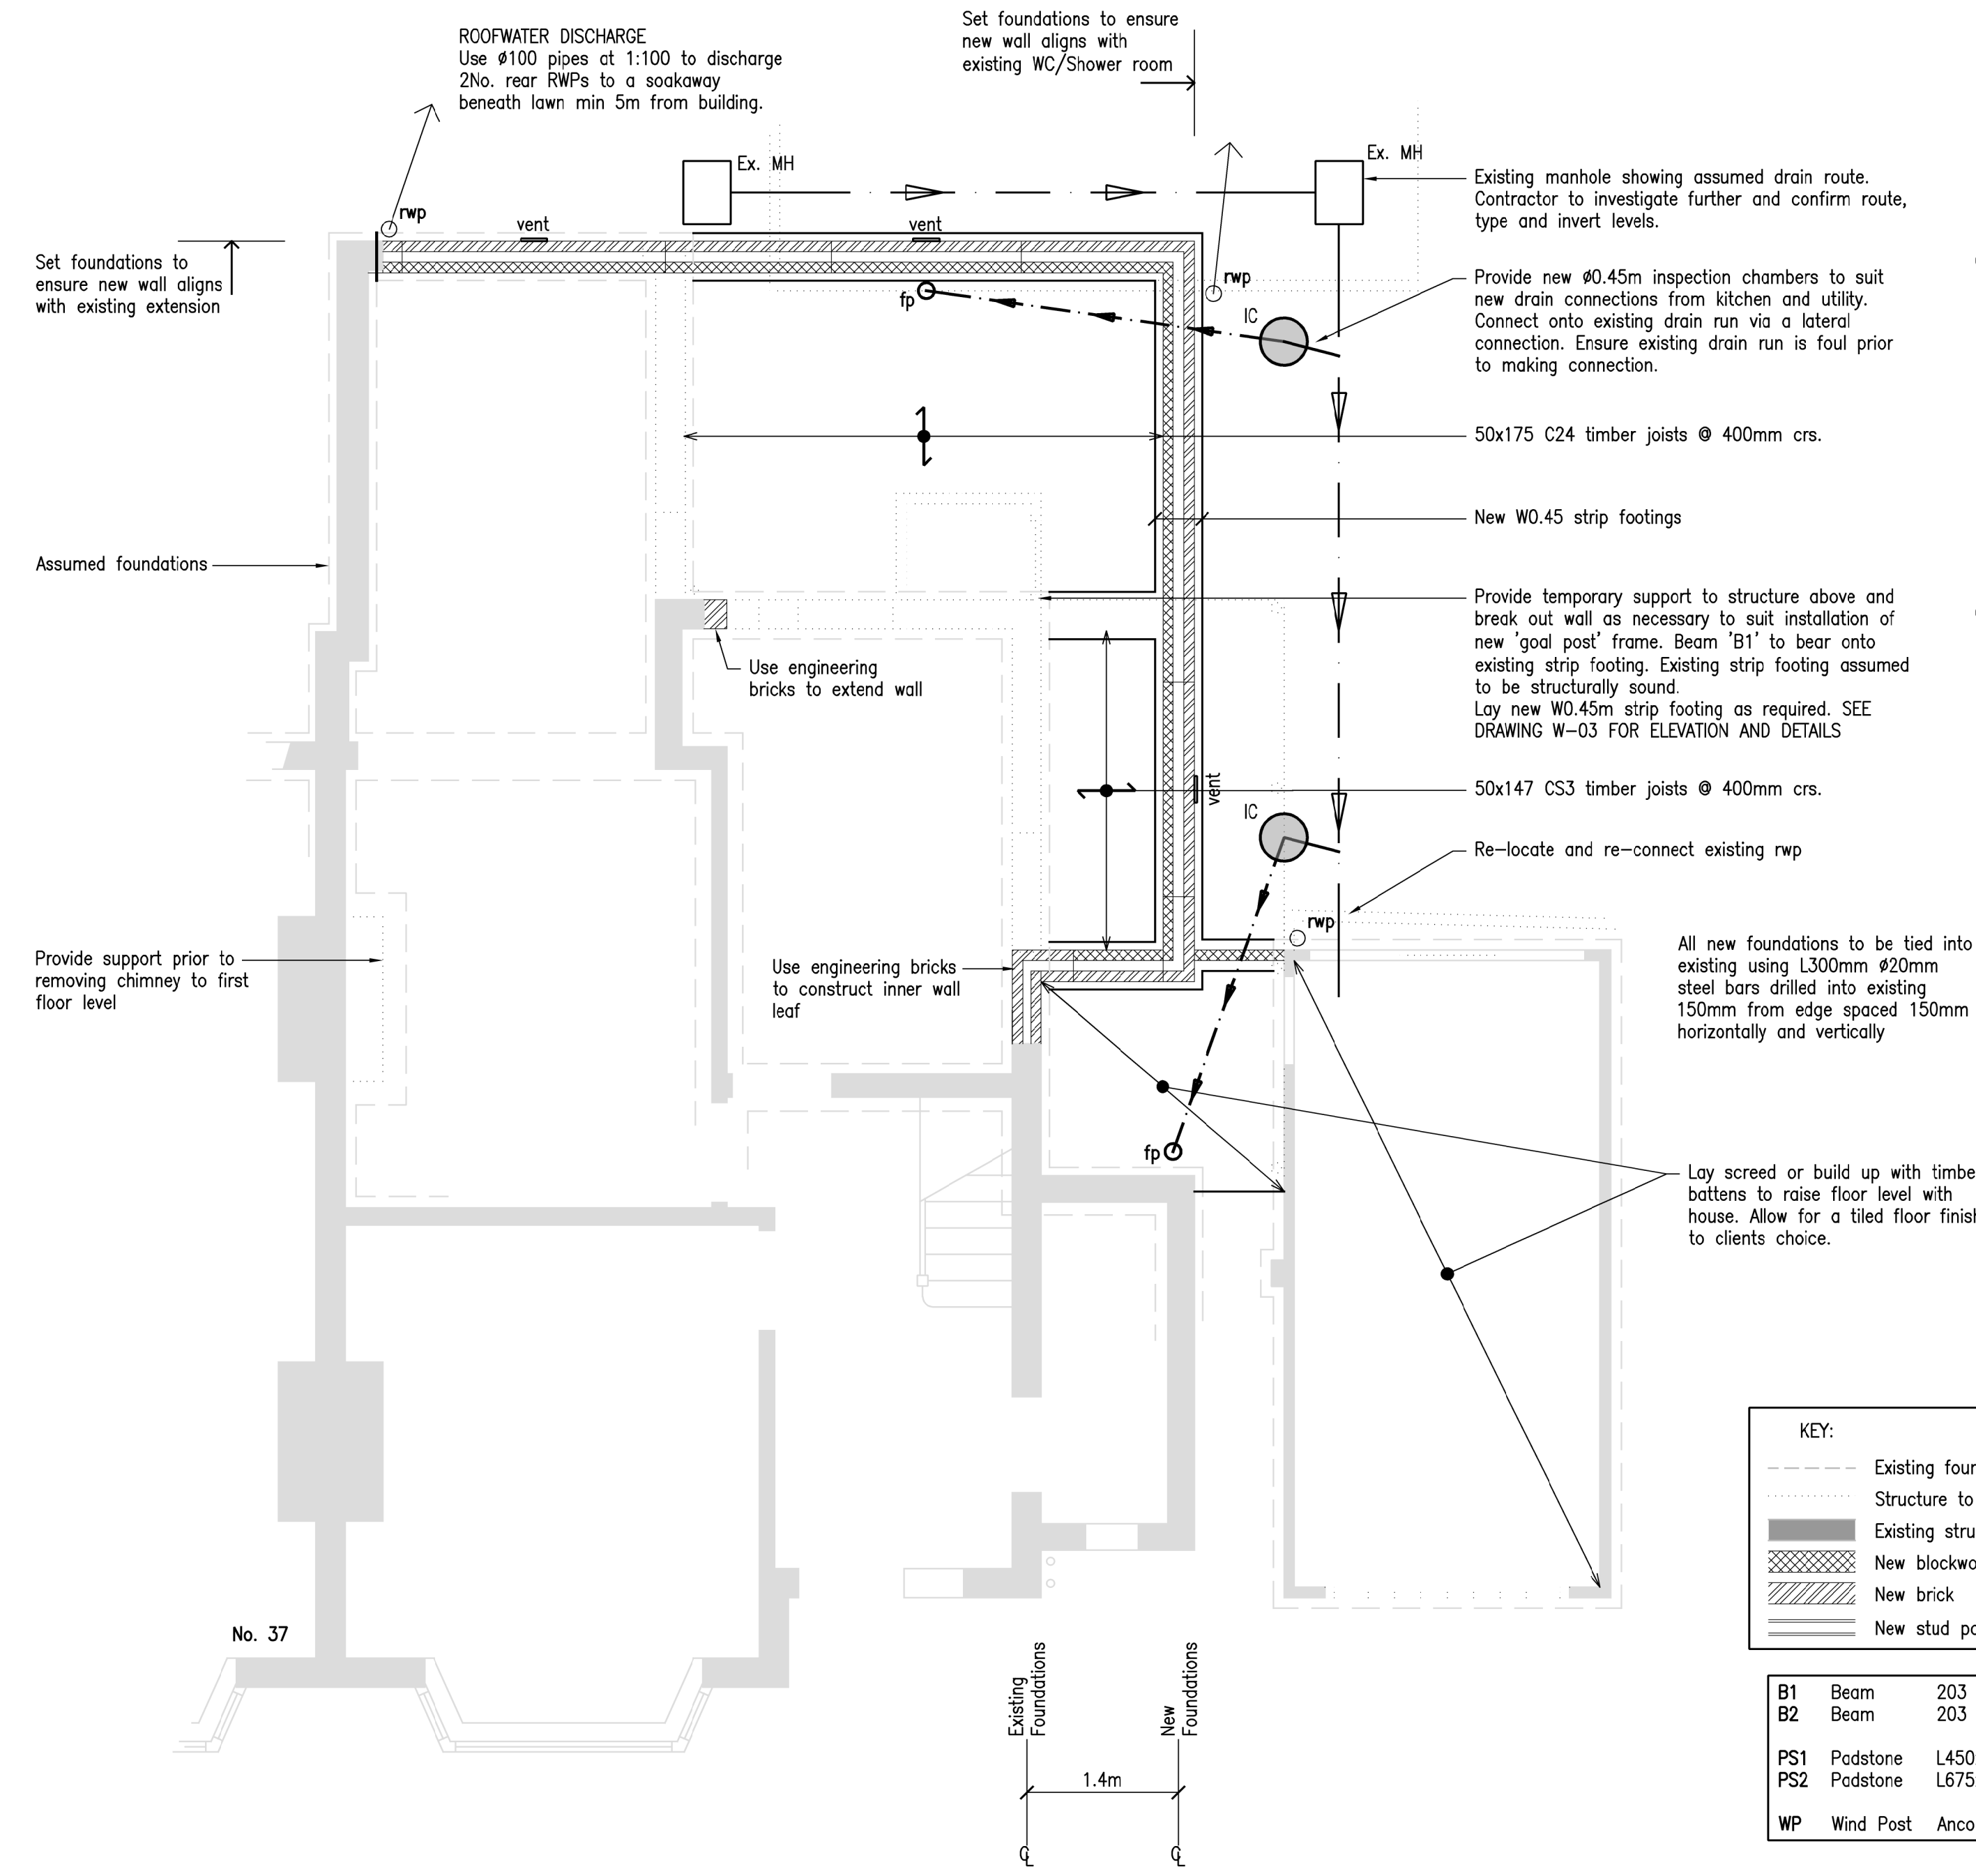 Set foundations to ensure
new wall aligns with
existing WC/Shower room
ROOFWATER DISCHARGE
Use Ø100 pipes at 1:100 to discharge
2No. rear RWPs to a soakaway
beneath lawn min 5m from building.
Ex. MH
Ex. MH
Existing manhole showing assumed drain route.
Contractor to investigate further and confirm route,
type and invert levels.
rwp
vent
vent
Set foundations to
ensure new wall aligns
with existing extension
rwp
fp
IC
Provide new Ø0.45m inspection chambers to suit
new drain connections from kitchen and utility.
Connect onto existing drain run via a lateral
connection. Ensure existing drain run is foul prior
to making connection.
50x175 C24 timber joists @ 400mm crs.
New W0.45 strip footings
Assumed foundations
Provide temporary support to structure above and
break out wall as necessary to suit installation of
new 'goal post' frame. Beam 'B1' to bear onto
existing strip footing. Existing strip footing assumed
to be structurally sound.
Lay new W0.45m strip footing as required. SEE
DRAWING W-03 FOR ELEVATION AND DETAILS
Use engineering
bricks to extend wall
50x147 CS3 timber joists @ 400mm crs.
vent
IC
Re-locate and re-connect existing rwp
rwp
Provide support prior to
removing chimney to first
floor level
Use engineering bricks
to construct inner wall
leaf
All new foundations to be tied into
existing using L300mm Ø20mm
steel bars drilled into existing
150mm from edge spaced 150mm
horizontally and vertically
fp
Lay screed or build up with timbe
battens to raise floor level with
house. Allow for a tiled floor finish
to clients choice.
KEY:
Existing four
Structure to
Existing stru
New blockwo
New brick
New stud pa
No. 37
Existing
Foundations
New
Foundations
1.4m
CL
CL
B1 Beam 203
B2 Beam 203
PS1 Padstone L450
PS2 Padstone L675
WP Wind Post Anco